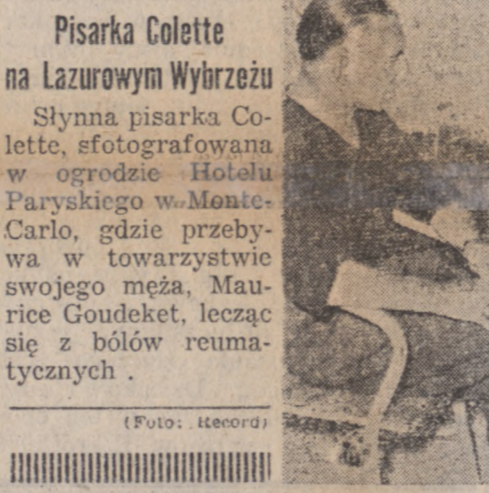 Pisarka Colette
na Lazurowym Wybrzeżu
Słynna pisarka Co-
lette, sfotografowana
w ogrodzie Hotelu
Paryskiego w Monte-
Carlo, gdzie przeby-
wa w towarzystwie
swojego męża, Mau-
rice Goudeket, lecząc
się z bólów reuma-
tycznych .
(Foto: Record)